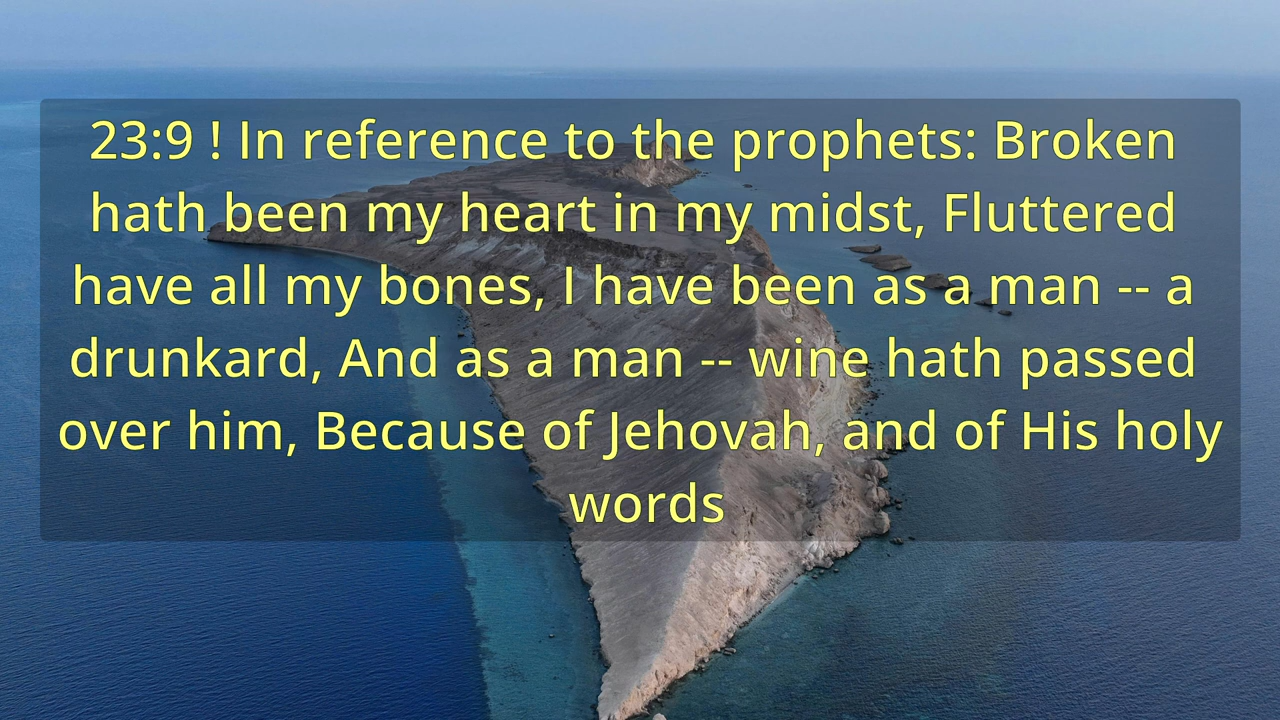 23:9 ! In reference to the prophets: Broken
hath been my heart in my midst, Fluttered
have all my bones, I have been as a man -- a
drunkard, And as a man -- wine hath passed
over him, Because of Jehovah, and of His holy
words